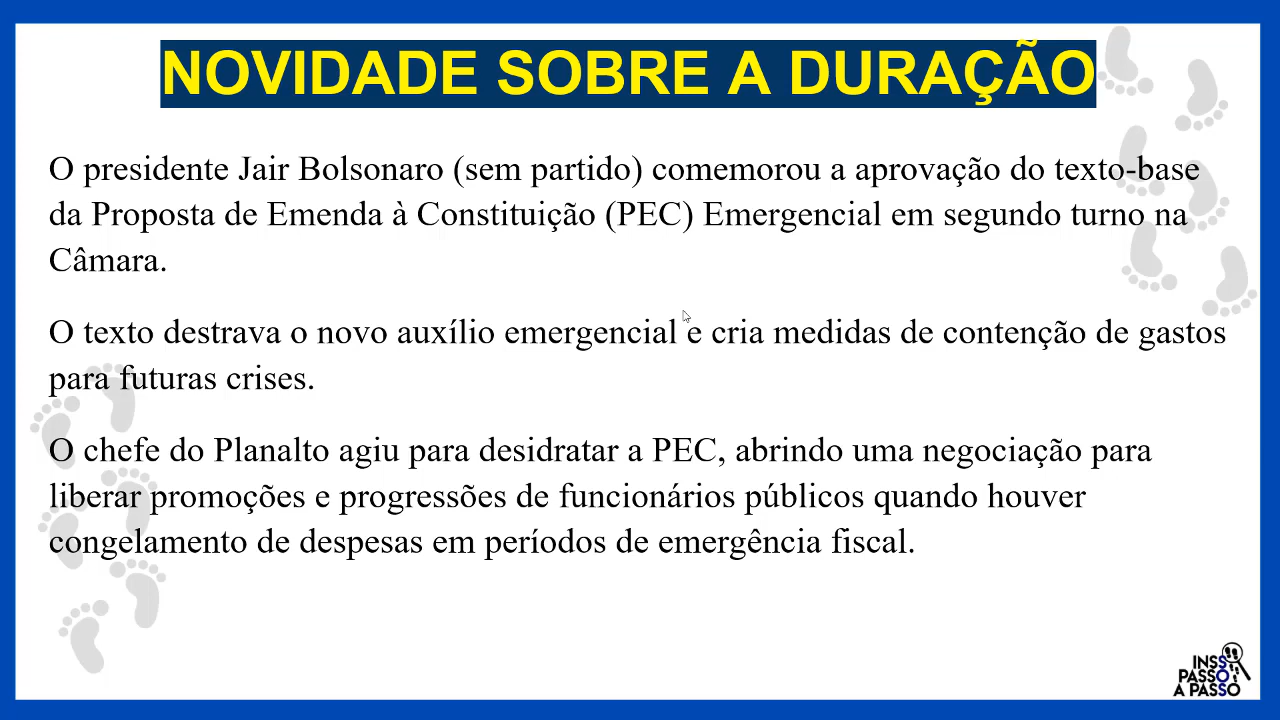 NOVIDADE SOBRE A DURAÇÃO
O presidente Jair Bolsonaro (sem partido) comemorou a aprovação do texto-base
da Proposta de Emenda à Constituição (PEC) Emergencial em segundo turno na
Câmara.
O texto destrava o novo auxílio emergencial e cria medidas de contenção de gastos
para futuras crises.
O chefe do Planalto agiu para desidratar a PEC, abrindo uma negociação para
liberar promoções e progressões de funcionários públicos quando houver
congelamento de despesas em períodos de emergência fiscal.
INSS
PASSO
A PASSO